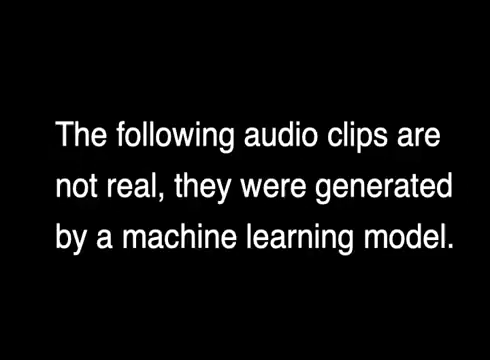 The following audio clips are
not real, they were generated
by a machine learning model.